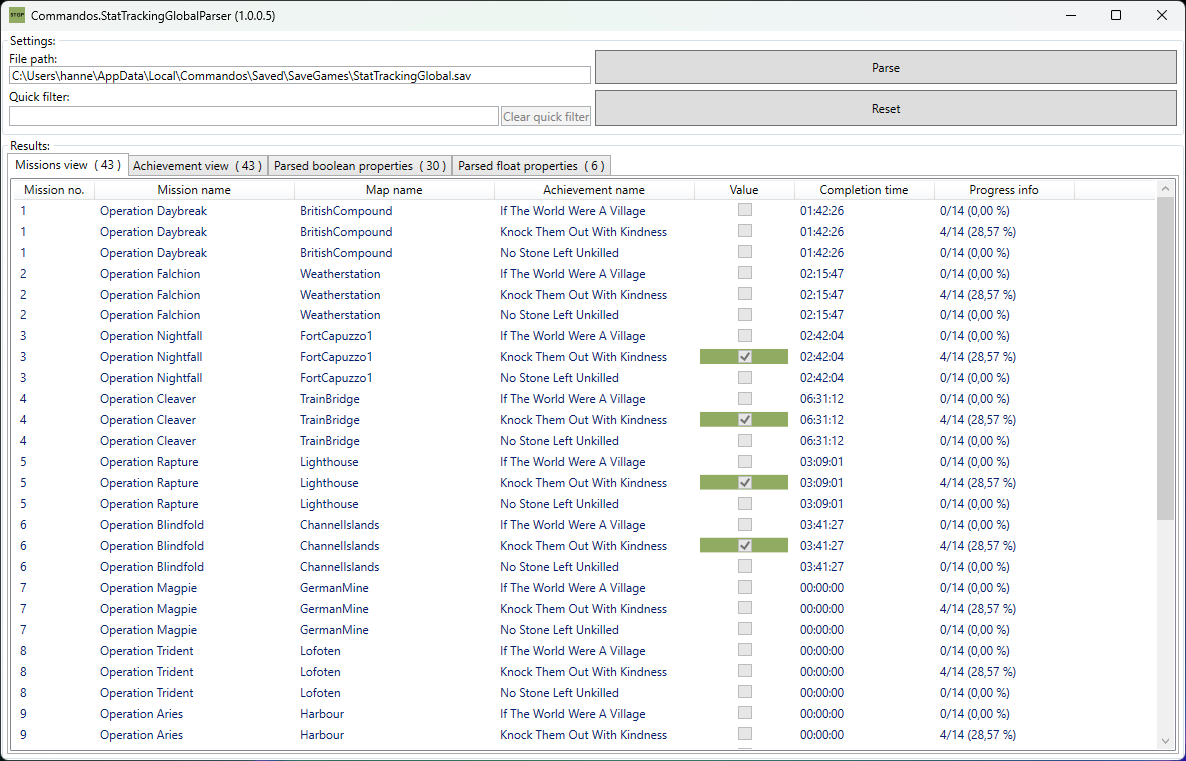 STOP Commandos.StatTrackingGlobalParser (1.0.0.5)
Settings:
File path:
C:\Users\hanne\AppData\Local\Commandos\Saved\SaveGames\StatTrackingGlobal.sav
Parse
Quick filter:
Clear quick filter
Reset
Results:
Missions view ( 43 ) Achievement view ( 43 ) Parsed boolean properties ( 30 ) Parsed float properties ( 6 )
Mission no. Mission name Map name Achievement name Value Completion time Progress info
1 Operation Daybreak BritishCompound If The World Were A Village 01:42:26 0/14 (0,00 %)
1 Operation Daybreak BritishCompound Knock Them Out With Kindness 01:42:26 4/14 (28,57 %)
1 Operation Daybreak BritishCompound No Stone Left Unkilled 01:42:26 0/14 (0,00 %)
2 Operation Falchion Weatherstation If The World Were A Village 02:15:47 0/14 (0,00 %)
2 Operation Falchion Weatherstation Knock Them Out With Kindness 02:15:47 4/14 (28,57 %)
2 Operation Falchion Weatherstation No Stone Left Unkilled 02:15:47 0/14 (0,00 %)
3 Operation Nightfall FortCapuzzo1 If The World Were A Village 02:42:04 0/14 (0,00 %)
3 Operation Nightfall FortCapuzzo1 Knock Them Out With Kindness 02:42:04 4/14 (28,57 %)
3 Operation Nightfall FortCapuzzo1 No Stone Left Unkilled 02:42:04 0/14 (0,00 %)
4 Operation Cleaver TrainBridge If The World Were A Village 06:31:12 0/14 (0,00 %)
4 Operation Cleaver TrainBridge Knock Them Out With Kindness 06:31:12 4/14 (28,57 %)
4 Operation Cleaver TrainBridge No Stone Left Unkilled 06:31:12 0/14 (0,00 %)
5 Operation Rapture Lighthouse If The World Were A Village 03:09:01 0/14 (0,00 %)
5 Operation Rapture Lighthouse Knock Them Out With Kindness 03:09:01 4/14 (28,57 %)
5 Operation Rapture Lighthouse No Stone Left Unkilled 03:09:01 0/14 (0,00 %)
6 Operation Blindfold ChannelIslands If The World Were A Village 03:41:27 0/14 (0,00 %)
6 Operation Blindfold ChannelIslands Knock Them Out With Kindness 03:41:27 4/14 (28,57 %)
6 Operation Blindfold ChannelIslands No Stone Left Unkilled 03:41:27 0/14 (0,00 %)
7 Operation Magpie GermanMine If The World Were A Village 00:00:00 0/14 (0,00 %)
7 Operation Magpie GermanMine Knock Them Out With Kindness 00:00:00 4/14 (28,57 %)
7 Operation Magpie GermanMine No Stone Left Unkilled 00:00:00 0/14 (0,00 %)
8 Operation Trident Lofoten If The World Were A Village 00:00:00 0/14 (0,00 %)
8 Operation Trident Lofoten Knock Them Out With Kindness 00:00:00 4/14 (28,57 %)
8 Operation Trident Lofoten No Stone Left Unkilled 00:00:00 0/14 (0,00 %)
9 Operation Aries Harbour If The World Were A Village 00:00:00 0/14 (0,00 %)
9 Operation Aries Harbour Knock Them Out With Kindness 00:00:00 4/14 (28,57 %)